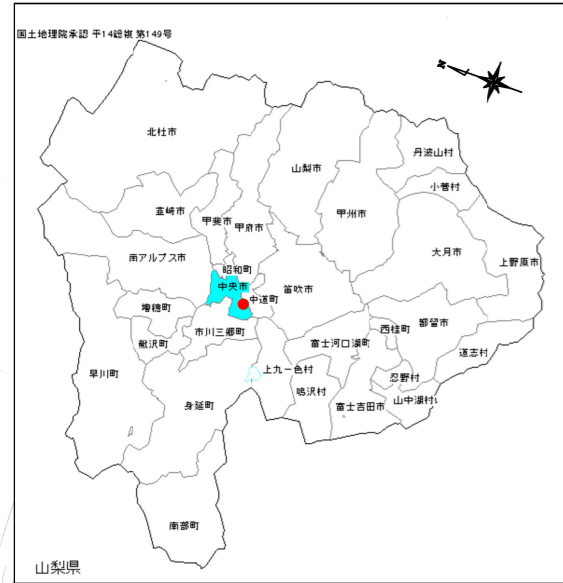 国土地理院承認 平14総複 第149号
N
北杜市
丹波山村
山梨市
小菅村
韮崎市
甲斐市
甲府市
甲州市
大月市
上野原市
南アルプス市
昭和町
中央市
笛吹市
中道町
増穂町
市川三郷町
富士河口湖町
西桂町
都留市
鰍沢町
道志村
早川町
上九一色村
忍野村
鳴沢村
山中湖村
身延町
富士吉田市
南部町
山梨県